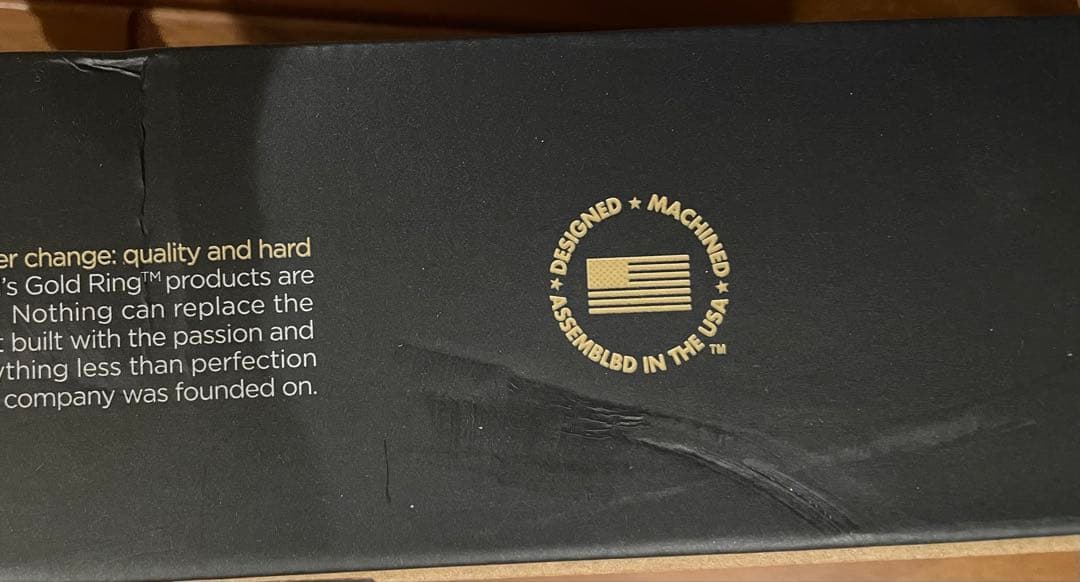 er change: quality and hard
's Gold Ring™ products are
Nothing can replace the
t built with the passion and
ything less than perfection
company was founded on.
★ DESIGNED ★ MACHINED ★
ASSEMBLBD IN THE USA ™